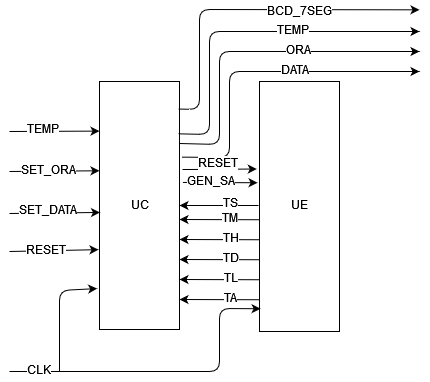 BCD_7SEG
TEMP
ORA
DATA
TEMP
SET_ORA
SET_DATA
RESET
CLK
UC
RESET
GEN_SA
TS
TM
TH
TD
TL
TA
UE